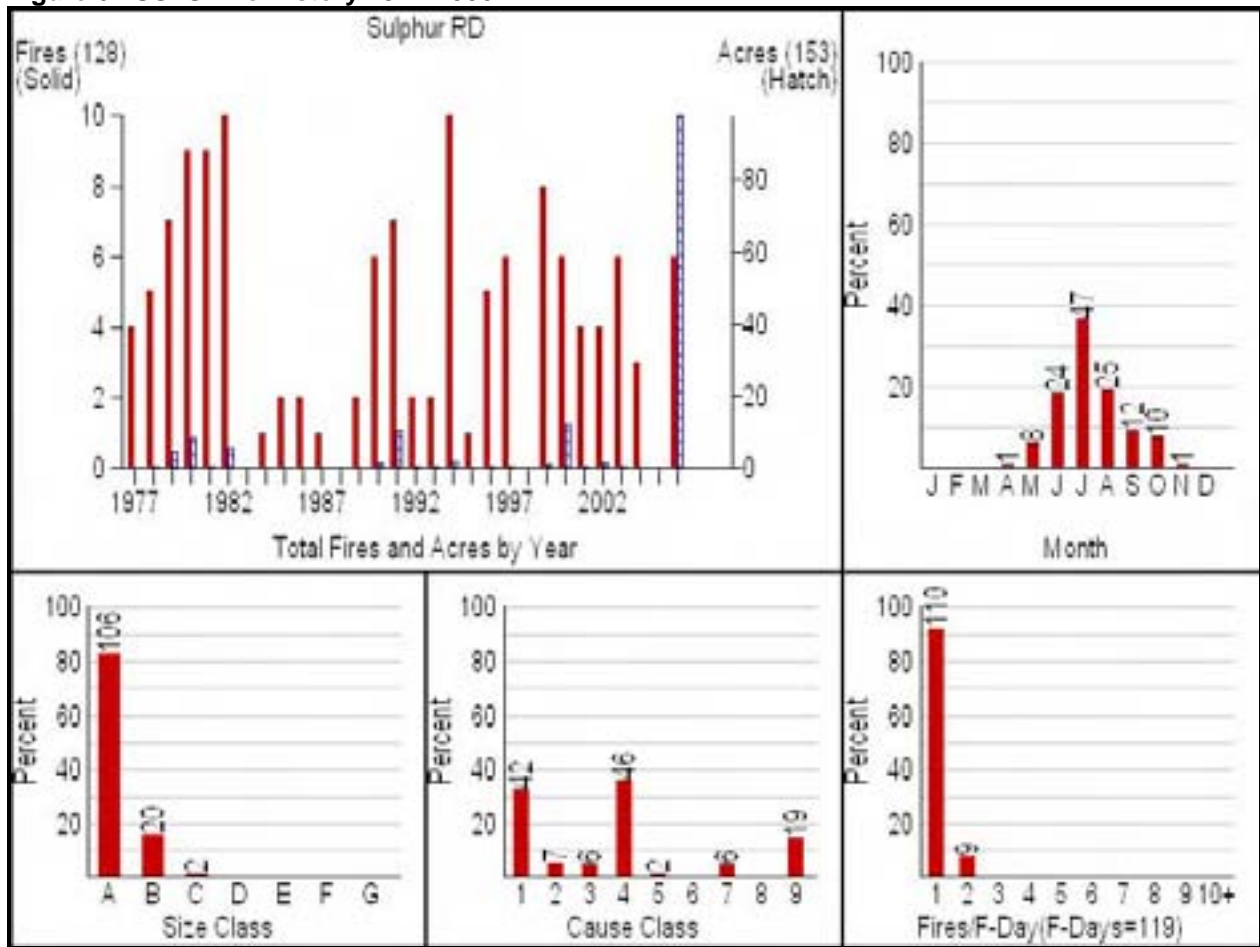 Sulphur RD
Fires (128)
(Solid)
Acres (153)
(Hatch)
10
8
6
4
2
0
80
60
40
20
0
1977 1982 1987 1992 1997 2002
Total Fires and Acres by Year
100
80
60
40
20
Percent
1 8 24 47 25 12 10 1
J F M A M J J A S O N D
Month
100
80
60
40
20
Percent
106 20 2
A B C D E F G
Size Class
100
80
60
40
20
Percent
42 7 6 46 2 6 19
1 2 3 4 5 6 7 8 9
Cause Class
100
80
60
40
20
Percent
110 9
1 2 3 4 5 6 7 8 9 10+
Fires/F-Day(F-Days=119)